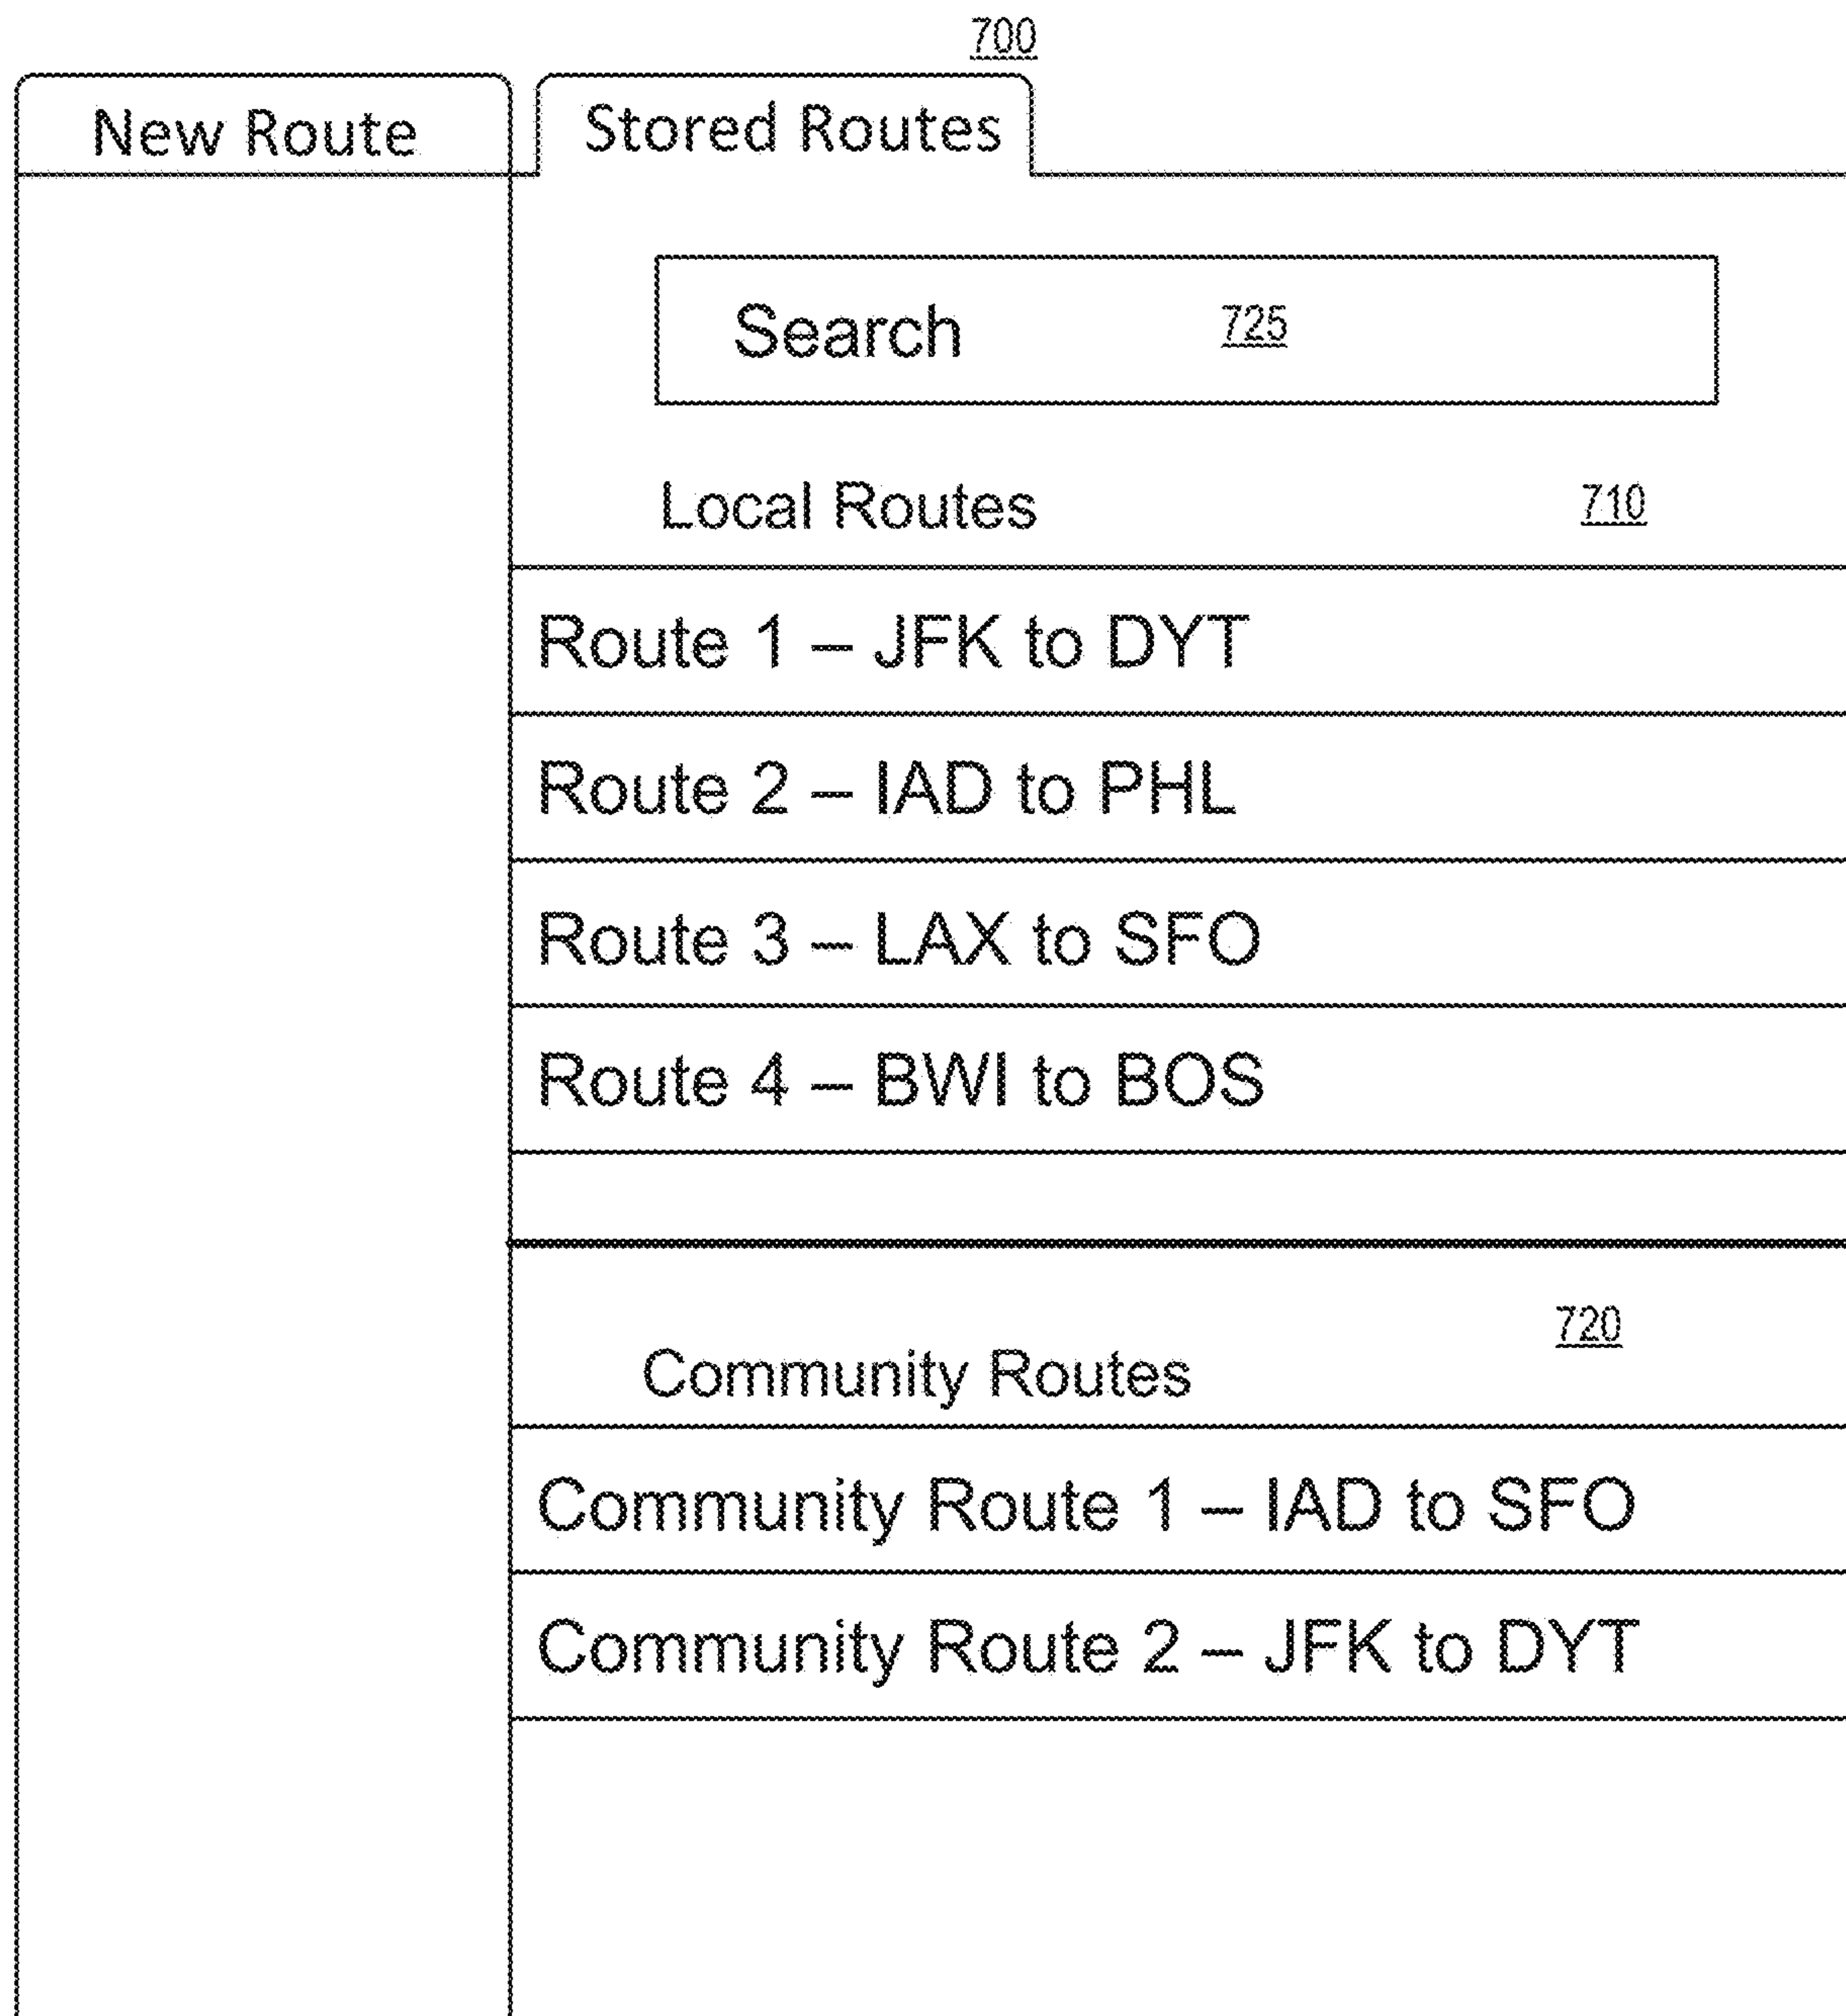 700
New Route
Stored Routes
Search 725
Local Routes 710
Route 1 – JFK to DYT
Route 2 – IAD to PHL
Route 3 – LAX to SFO
Route 4 – BWI to BOS
720
Community Routes
Community Route 1 – IAD to SFO
Community Route 2 – JFK to DYT